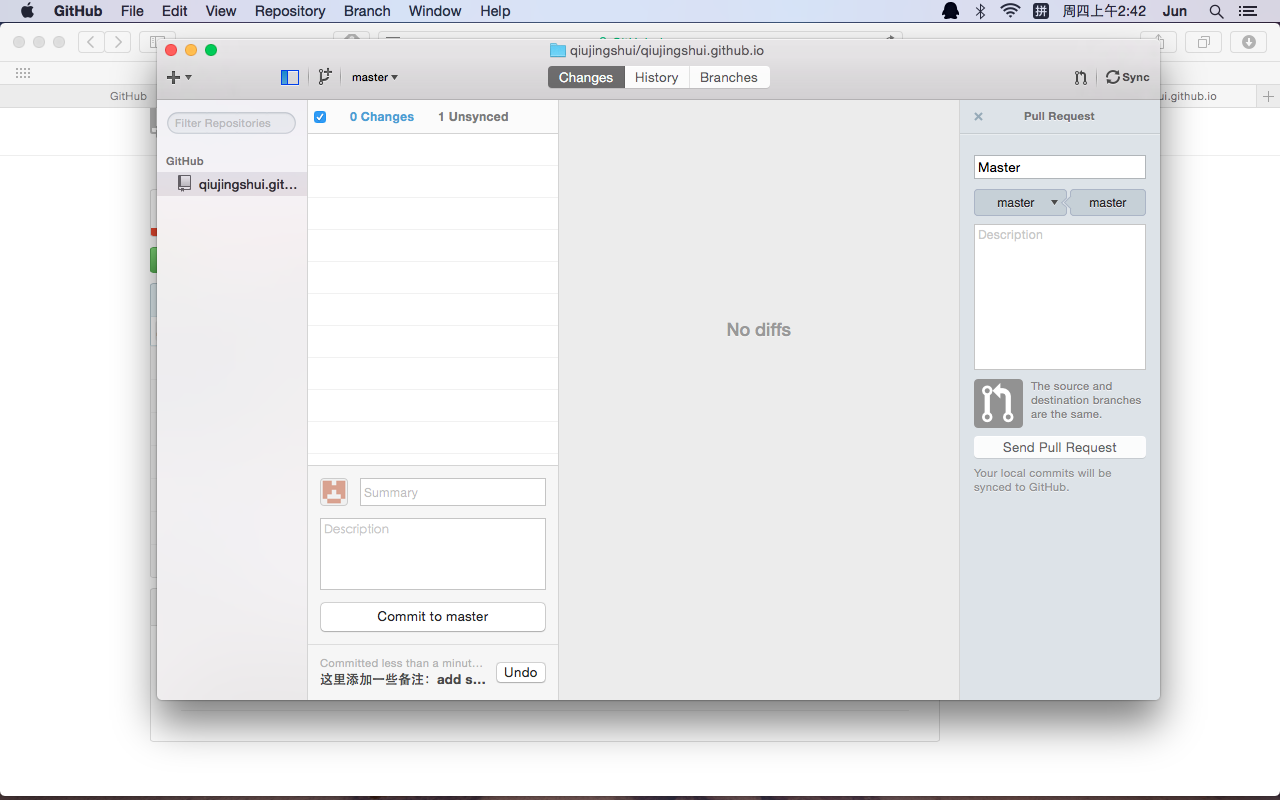 GitHub File Edit View Repository Branch Window Help 拼 周四上午2:42 Jun
qiujingshui/qiujingshui.github.io
master
Changes History Branches
Sync
GitHub
ui.github.io
Filter Repositories
0 Changes 1 Unsynced
Pull Request
GitHub
qiujingshui.git...
Master
master master
Description
No diffs
The source and
destination branches
are the same.
Send Pull Request
Your local commits will be
synced to GitHub.
Summary
Description
Commit to master
Committed less than a minut...
这里添加一些备注：add s...
Undo